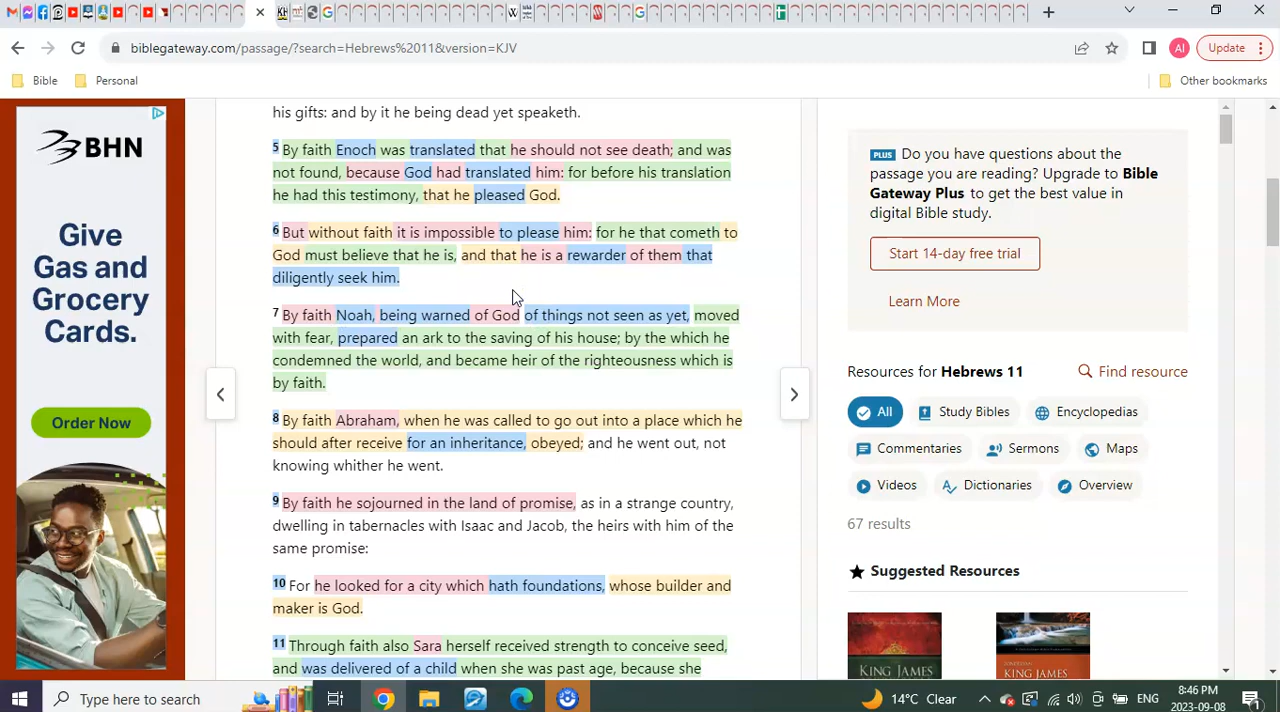 biblegateway.com/passage/?search=Hebrews%2011&version=KJV
AI
Update
Bible
Personal
Other bookmarks
his gifts: and by it he being dead yet speaketh.
5 By faith Enoch was translated that he should not see death; and was
not found, because God had translated him: for before his translation
he had this testimony, that he pleased God.
6 But without faith it is impossible to please him: for he that cometh to
God must believe that he is, and that he is a rewarder of them that
diligently seek him.
7 By faith Noah, being warned of God of things not seen as yet, moved
with fear, prepared an ark to the saving of his house; by the which he
condemned the world, and became heir of the righteousness which is
by faith.
8 By faith Abraham, when he was called to go out into a place which he
should after receive for an inheritance, obeyed; and he went out, not
knowing whither he went.
9 By faith he sojourned in the land of promise, as in a strange country,
dwelling in tabernacles with Isaac and Jacob, the heirs with him of the
same promise:
10 For he looked for a city which hath foundations, whose builder and
maker is God.
11 Through faith also Sara herself received strength to conceive seed,
and was delivered of a child when she was past age, because she
BHN
Give
Gas and
Grocery
Cards.
Order Now
PLUS Do you have questions about the
passage you are reading? Upgrade to Bible
Gateway Plus to get the best value in
digital Bible study.
Start 14-day free trial
Learn More
Resources for Hebrews 11
Find resource
All
Study Bibles
Encyclopedias
Commentaries
Sermons
Maps
Videos
Dictionaries
Overview
67 results
Suggested Resources
KING JAMES
KING JAMES
Type here to search
14°C Clear
ENG
8:46 PM
2023-09-08